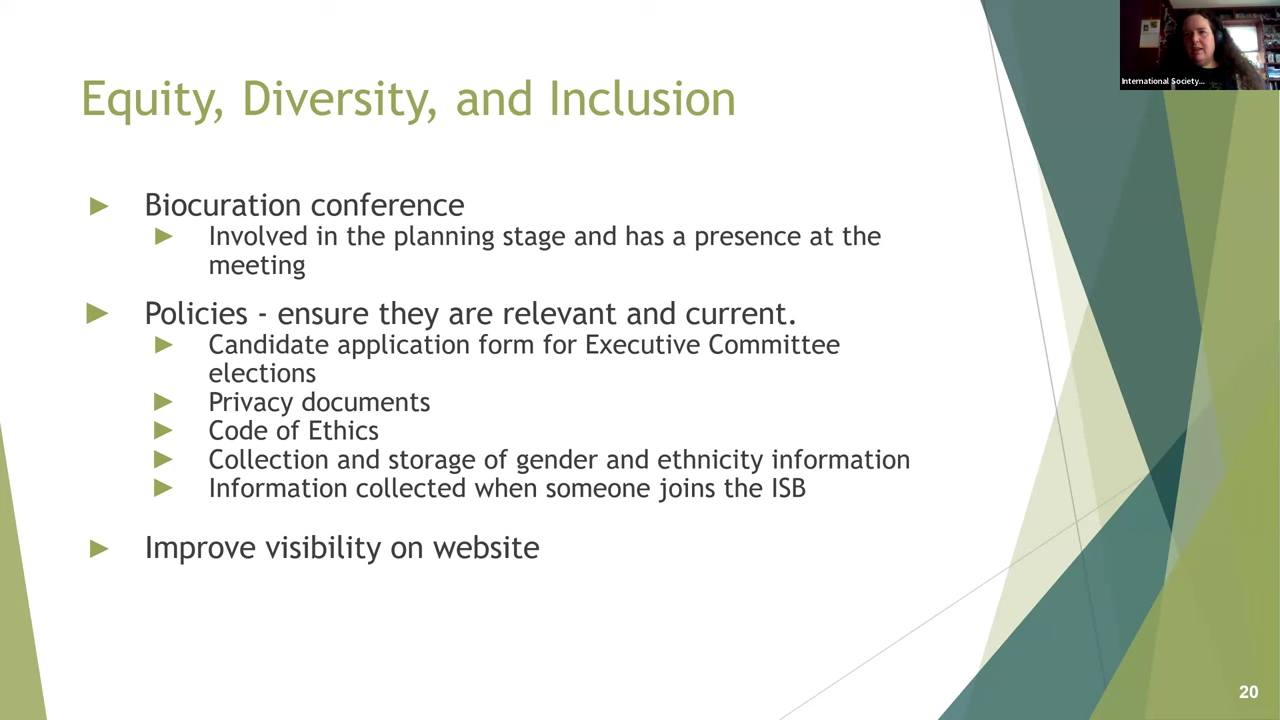 International Society...
Equity, Diversity, and Inclusion
Biocuration conference
Involved in the planning stage and has a presence at the
meeting
Policies - ensure they are relevant and current.
Candidate application form for Executive Committee
elections
Privacy documents
Code of Ethics
Collection and storage of gender and ethnicity information
Information collected when someone joins the ISB
Improve visibility on website
20